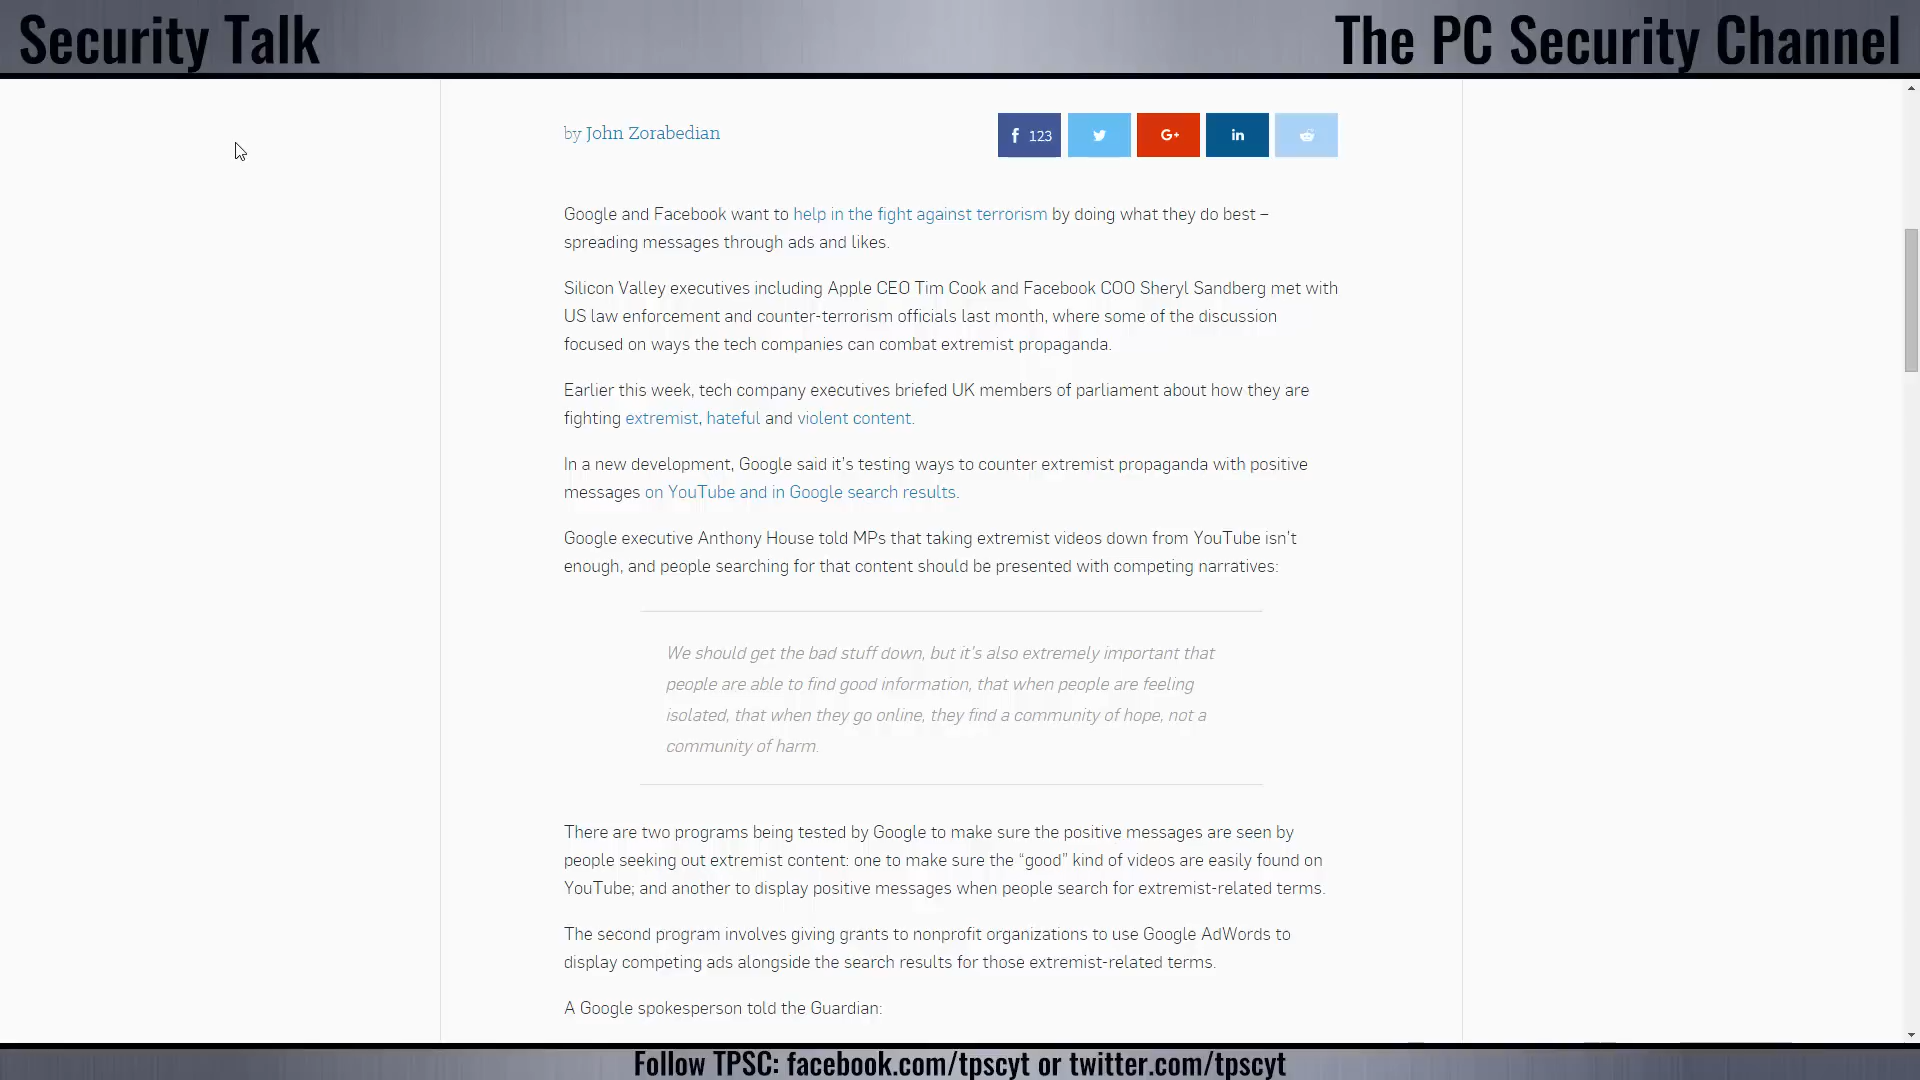 Security Talk
The PC Security Channel
by John Zorabedian
123
G+
in
Google and Facebook want to help in the fight against terrorism by doing what they do best –
spreading messages through ads and likes.
Silicon Valley executives including Apple CEO Tim Cook and Facebook COO Sheryl Sandberg met with
US law enforcement and counter-terrorism officials last month, where some of the discussion
focused on ways the tech companies can combat extremist propaganda.
Earlier this week, tech company executives briefed UK members of parliament about how they are
fighting extremist, hateful and violent content.
In a new development, Google said it's testing ways to counter extremist propaganda with positive
messages on YouTube and in Google search results.
Google executive Anthony House told MPs that taking extremist videos down from YouTube isn't
enough, and people searching for that content should be presented with competing narratives:
We should get the bad stuff down, but it's also extremely important that
people are able to find good information, that when people are feeling
isolated, that when they go online, they find a community of hope, not a
community of harm.
There are two programs being tested by Google to make sure the positive messages are seen by
people seeking out extremist content: one to make sure the “good” kind of videos are easily found on
YouTube; and another to display positive messages when people search for extremist-related terms.
The second program involves giving grants to nonprofit organizations to use Google AdWords to
display competing ads alongside the search results for those extremist-related terms.
A Google spokesperson told the Guardian:
Follow TPSC: facebook.com/tpscyt or twitter.com/tpscyt